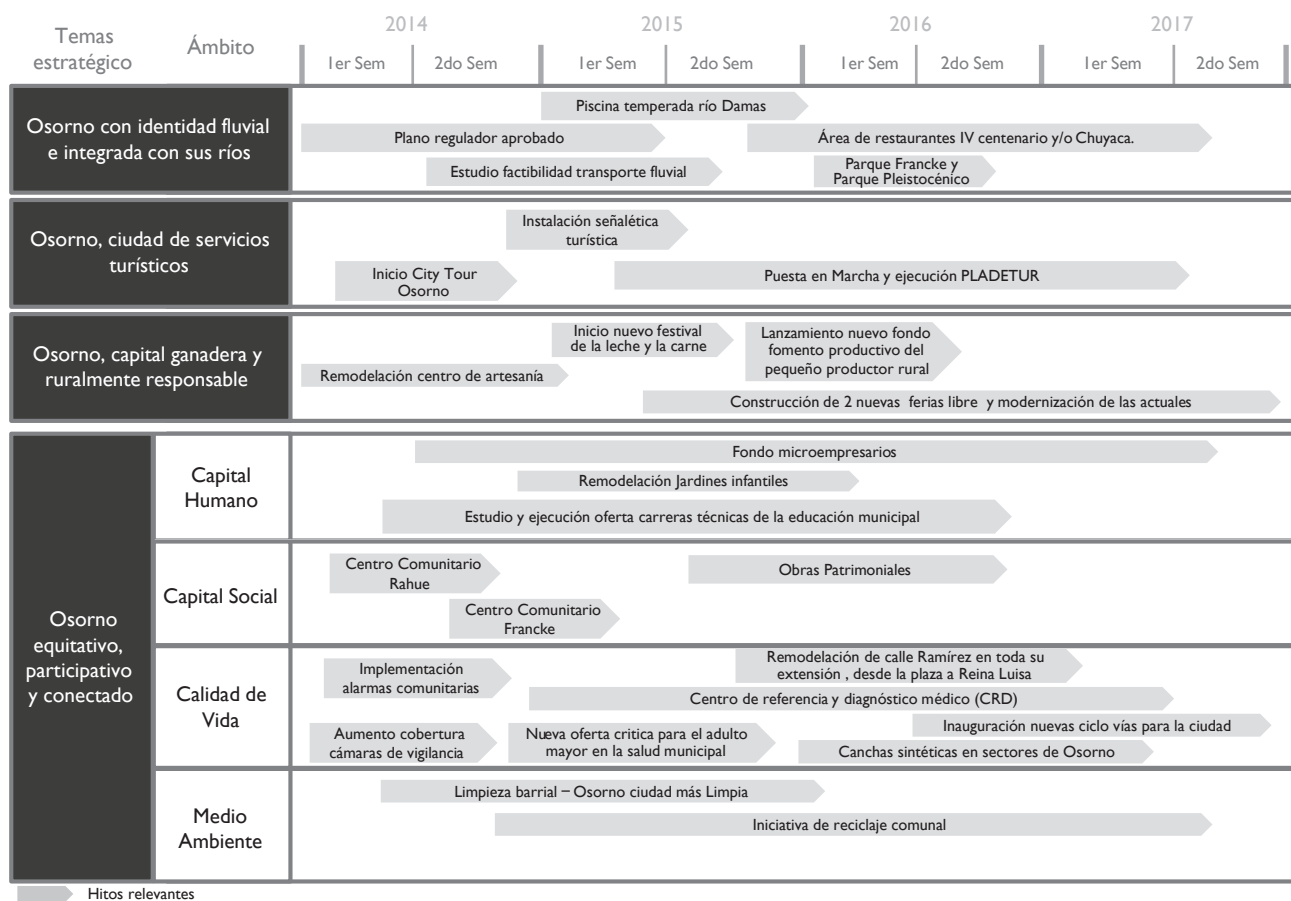 Temas
estratégico
Ámbito
2014
2015
2016
2017
1er Sem
2do Sem
1er Sem
2do Sem
1er Sem
2do Sem
1er Sem
2do Sem
Osorno con identidad fluvial
e integrada con sus ríos
Piscina temperada río Damas
Plano regulador aprobado
Área de restaurantes IV centenario y/o Chuyaca.
Estudio factibilidad transporte fluvial
Parque Francke y
Parque Pleistocénico
Osorno, ciudad de servicios
turísticos
Instalación señalética
turística
Inicio City Tour
Osorno
Puesta en Marcha y ejecución PLADETUR
Osorno, capital ganadera y
ruralmente responsable
Inicio nuevo festival
de la leche y la carne
Lanzamiento nuevo fondo
fomento productivo del
pequeño productor rural
Remodelación centro de artesanía
Construcción de 2 nuevas ferias libre y modernización de las actuales
Osorno
equitativo,
participativo
y conectado
Capital
Humano
Fondo microempresarios
Remodelación Jardines infantiles
Estudio y ejecución oferta carreras técnicas de la educación municipal
Capital Social
Centro Comunitario
Rahue
Obras Patrimoniales
Centro Comunitario
Francke
Calidad de
Vida
Implementación
alarmas comunitarias
Remodelación de calle Ramírez en toda su
extensión , desde la plaza a Reina Luisa
Centro de referencia y diagnóstico médico (CRD)
Inauguración nuevas ciclo vías para la ciudad
Aumento cobertura
cámaras de vigilancia
Nueva oferta critica para el adulto
mayor en la salud municipal
Canchas sintéticas en sectores de Osorno
Medio
Ambiente
Limpieza barrial – Osorno ciudad más Limpia
Iniciativa de reciclaje comunal
Hitos relevantes